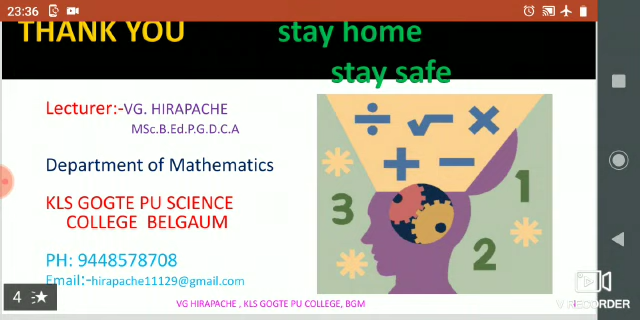 23:36
THANK YOU stay home
stay safe
Lecturer:-VG. HIRAPACHE
MSc.B.Ed.P.G.D.C.A
Department of Mathematics
KLS GOGTE PU SCIENCE
COLLEGE BELGAUM
PH: 9448578708
Email:-hirapache11129@gmail.com
÷ √ ×
+ −
3 1
2
4
VG HIRAPACHE , KLS GOGTE PU COLLEGE, BGM
V RECORDER